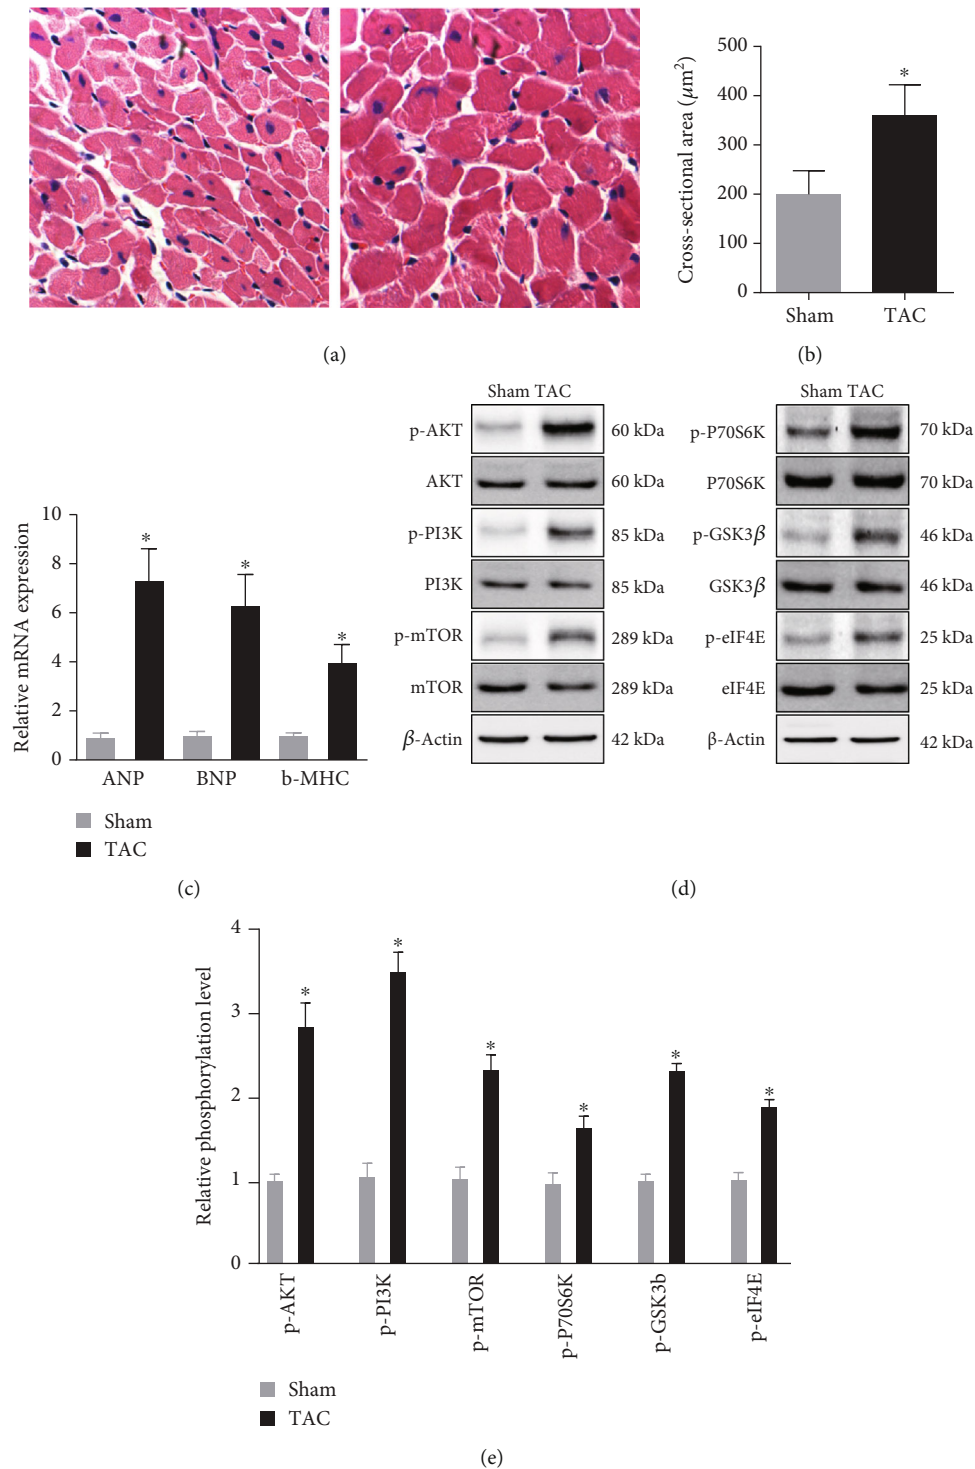 500
400
300
200
100
0
Cross-sectional area (μm²)
*
Sham TAC
(a)
(b)
Relative mRNA expression
10
8
6
4
2
0
* * *
ANP BNP b-MHC
Sham
TAC
(c)
Sham TAC
p-AKT 60 kDa
AKT 60 kDa
p-PI3K 85 kDa
PI3K 85 kDa
p-mTOR 289 kDa
mTOR 289 kDa
β-Actin 42 kDa
Sham TAC
p-P70S6K 70 kDa
P70S6K 70 kDa
p-GSK3β 46 kDa
GSK3β 46 kDa
p-eIF4E 25 kDa
eIF4E 25 kDa
β-Actin 42 kDa
(d)
Relative phosphorylation level
4
3
2
1
0
* * * * * *
p-AKT
p-PI3K
p-mTOR
p-P70S6K
p-GSK3b
p-eIF4E
Sham
TAC
(e)